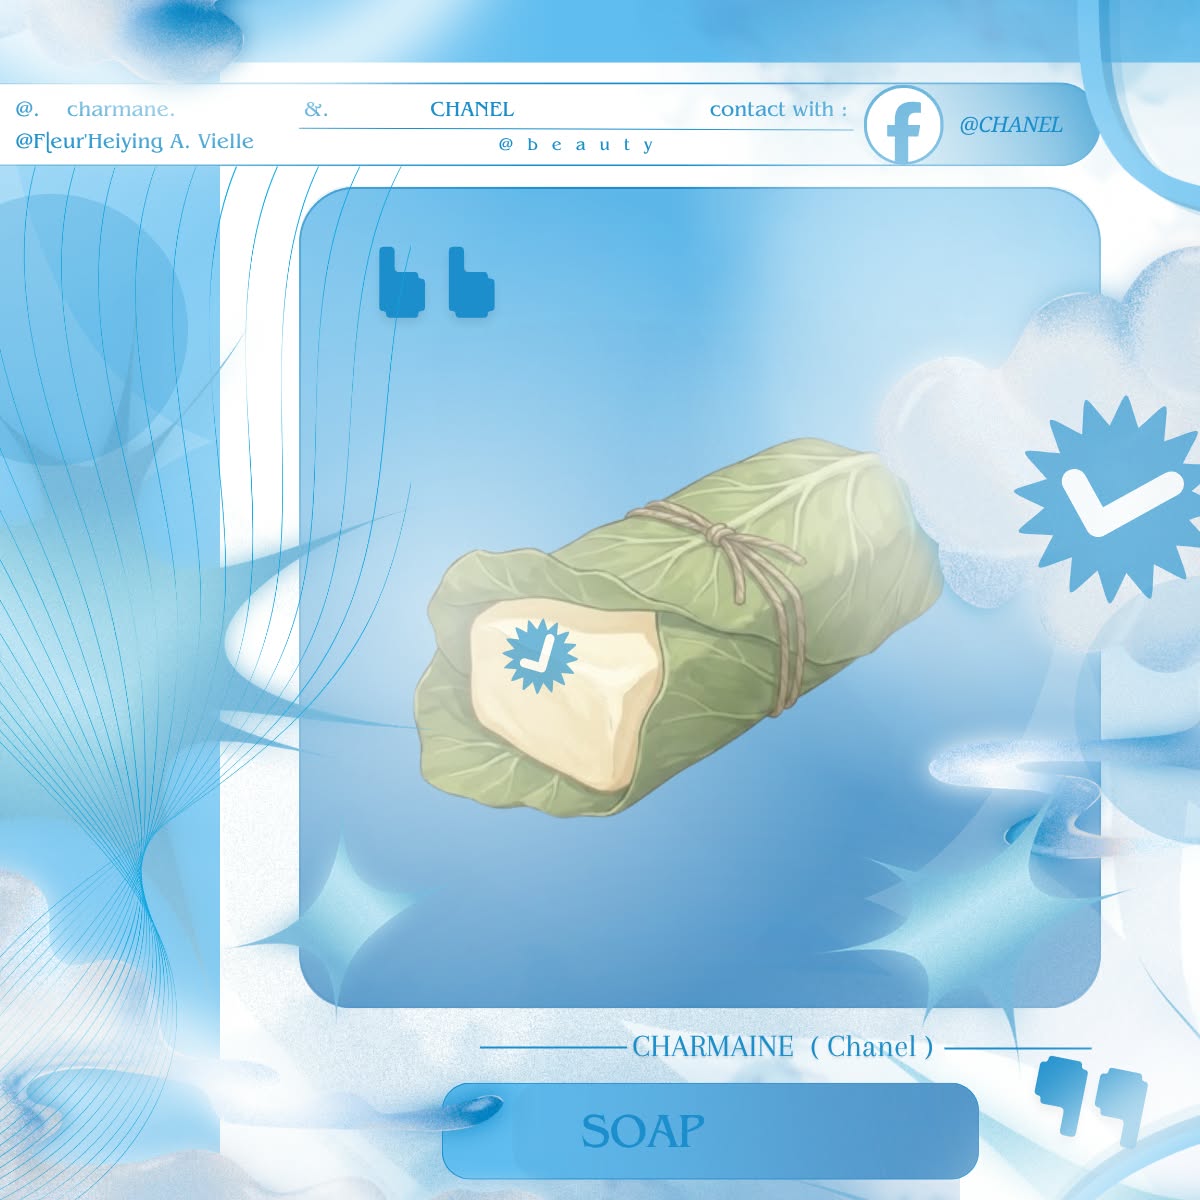 @. charmane. &. CHANEL contact with :
@Fleur'Heiying A. Vielle @ b e a u t y @CHANEL
CHARMAINE ( Chanel )
SOAP